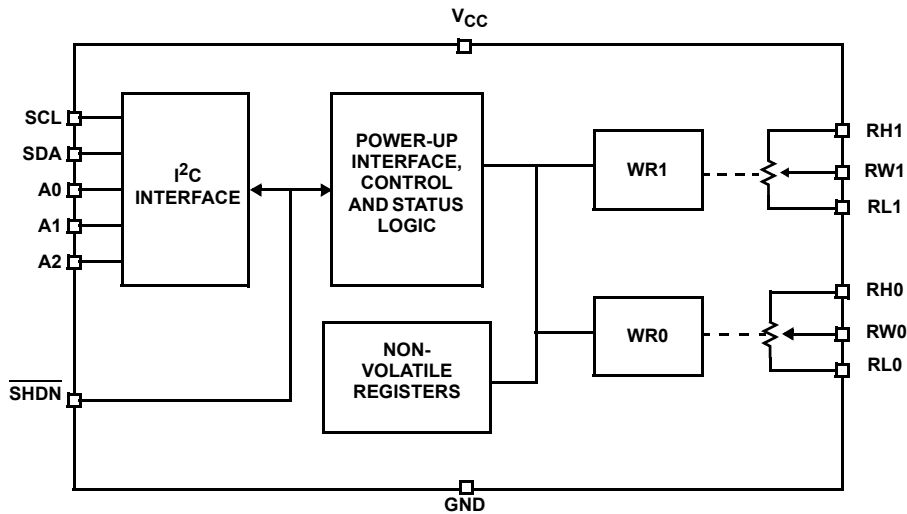 VCC
SCL
SDA
A0
A1
A2
I2C
INTERFACE
POWER-UP
INTERFACE,
CONTROL
AND STATUS
LOGIC
WR1
RH1
RW1
RL1
NON-
VOLATILE
REGISTERS
WR0
RH0
RW0
RL0
SHDN
GND